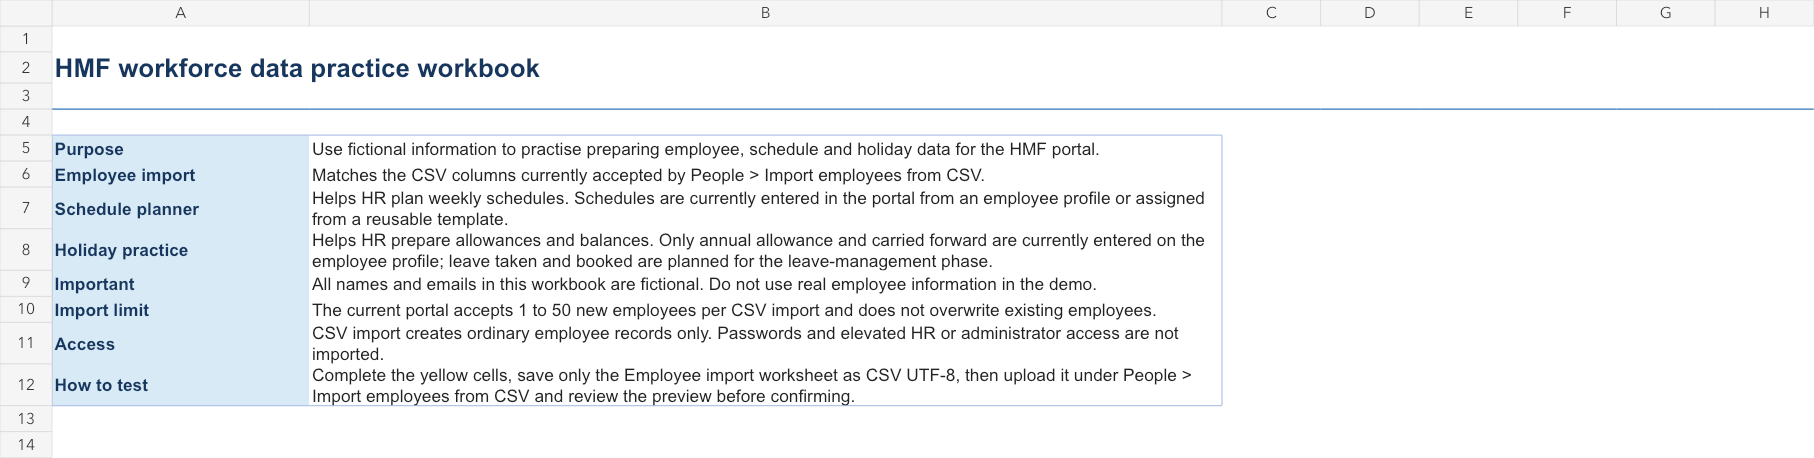 A B C D E F G H
1
2 HMF workforce data practice workbook
3
4
5 Purpose Use fictional information to practise preparing employee, schedule and holiday data for the HMF portal.
6 Employee import Matches the CSV columns currently accepted by People > Import employees from CSV.
7 Schedule planner Helps HR plan weekly schedules. Schedules are currently entered in the portal from an employee profile or assigned
from a reusable template.
8 Holiday practice Helps HR prepare allowances and balances. Only annual allowance and carried forward are currently entered on the
employee profile; leave taken and booked are planned for the leave-management phase.
9 Important All names and emails in this workbook are fictional. Do not use real employee information in the demo.
10 Import limit The current portal accepts 1 to 50 new employees per CSV import and does not overwrite existing employees.
11 Access CSV import creates ordinary employee records only. Passwords and elevated HR or administrator access are not
imported.
12 How to test Complete the yellow cells, save only the Employee import worksheet as CSV UTF-8, then upload it under People >
Import employees from CSV and review the preview before confirming.
13
14